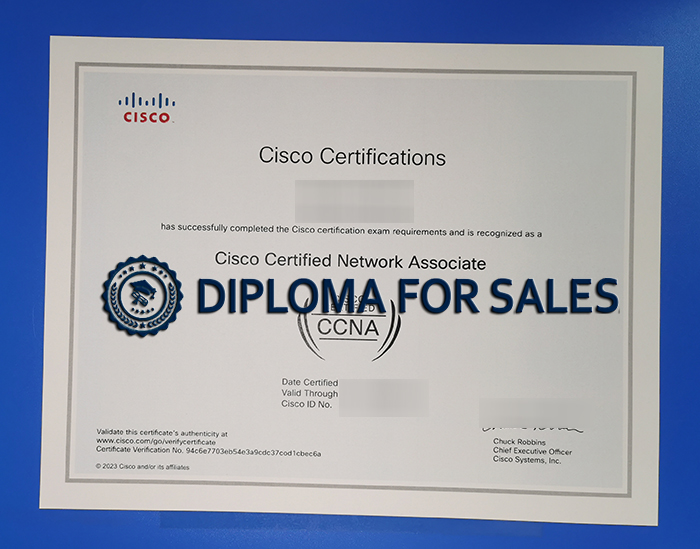 CISCO
Cisco Certifications
has successfully completed the Cisco certification exam requirements and is recognized as a
Cisco Certified Network Associate
DIPLOMA FOR SALES
CCNA
Date Certified
Valid Through
Cisco ID No.
Validate this certificate's authenticity at
www.cisco.com/go/verifycertificate
Certificate Verification No. 94c6e7703eb54e3a9cdc37cod1cbec6a
© 2023 Cisco and/or its affiliates
Chuck Robbins
Chief Executive Officer
Cisco Systems, Inc.